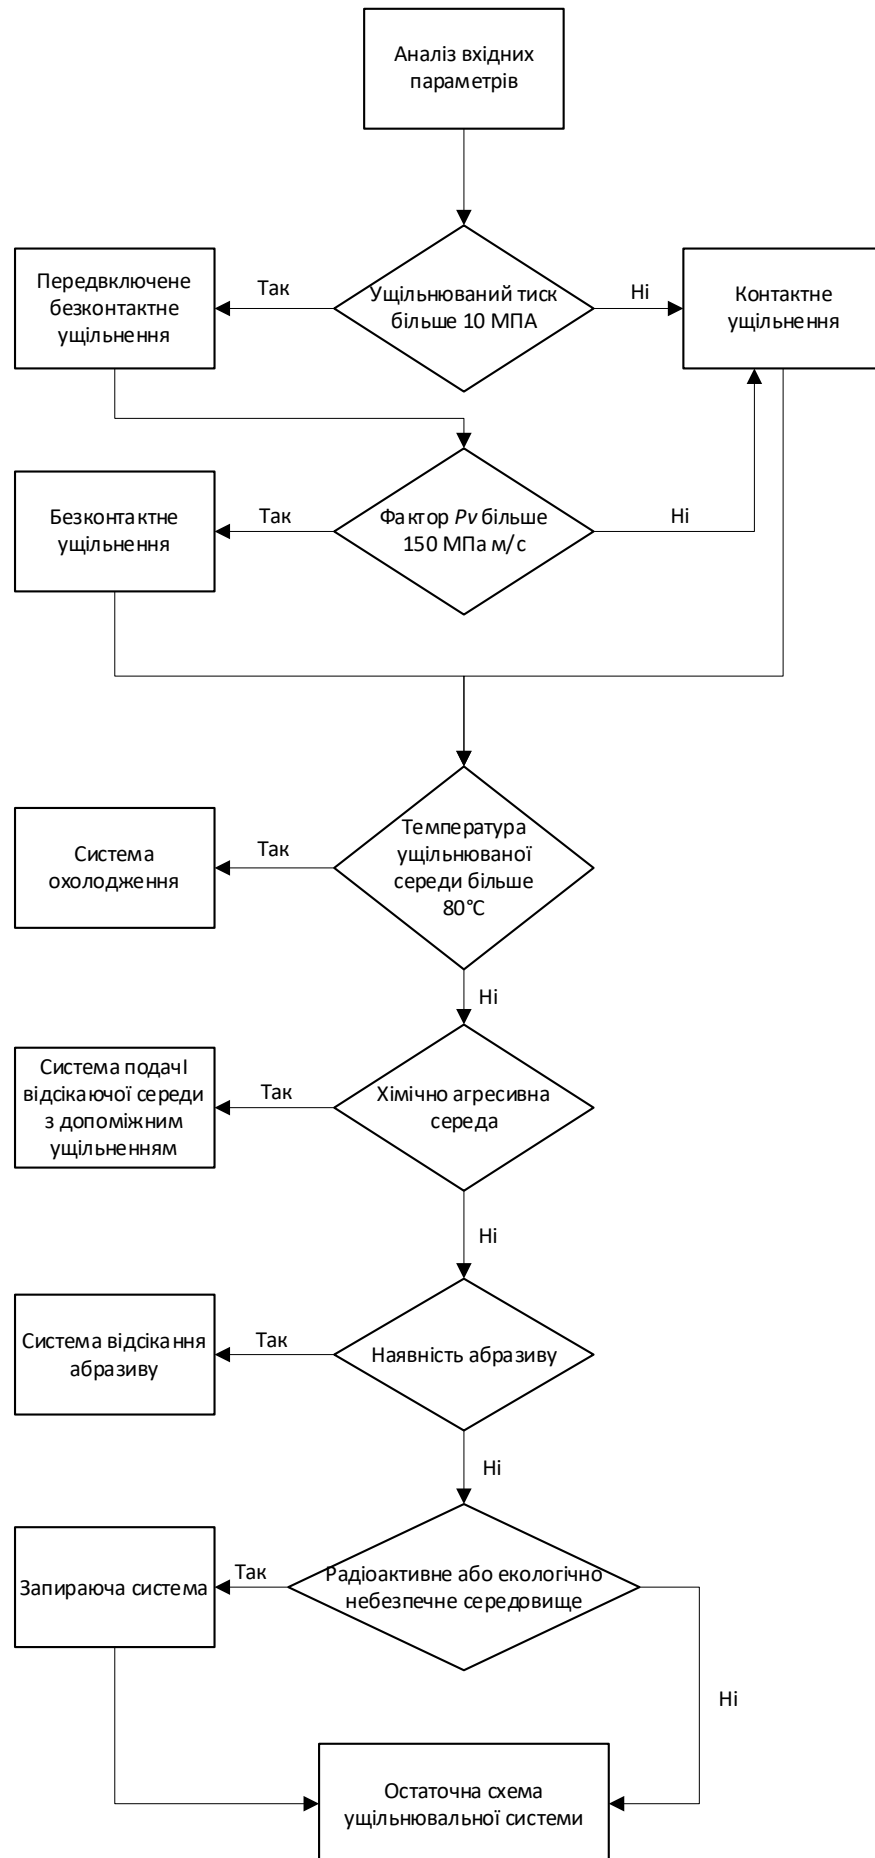 Аналіз вхідних
параметрів
Передвключене
безконтактне
ущільнення
Так
Ущільнюваний тиск
більше 10 МПА
Ні
Контактне
ущільнення
Безконтактне
ущільнення
Так
Фактор Pv більше
150 МПа м/с
Ні
Система
охолодження
Так
Температура
ущільнюваної
середи більше
80°С
Ні
Система подачІ
відсікаючої середи
з допоміжним
ущільненням
Так
Хімічно агресивна
середа
Ні
Система відсікання
абразиву
Так
Наявність абразиву
Ні
Запираюча система
Так
Радіоактивне або екологічно
небезпечне середовище
Ні
Остаточна схема
ущільнювальної системи